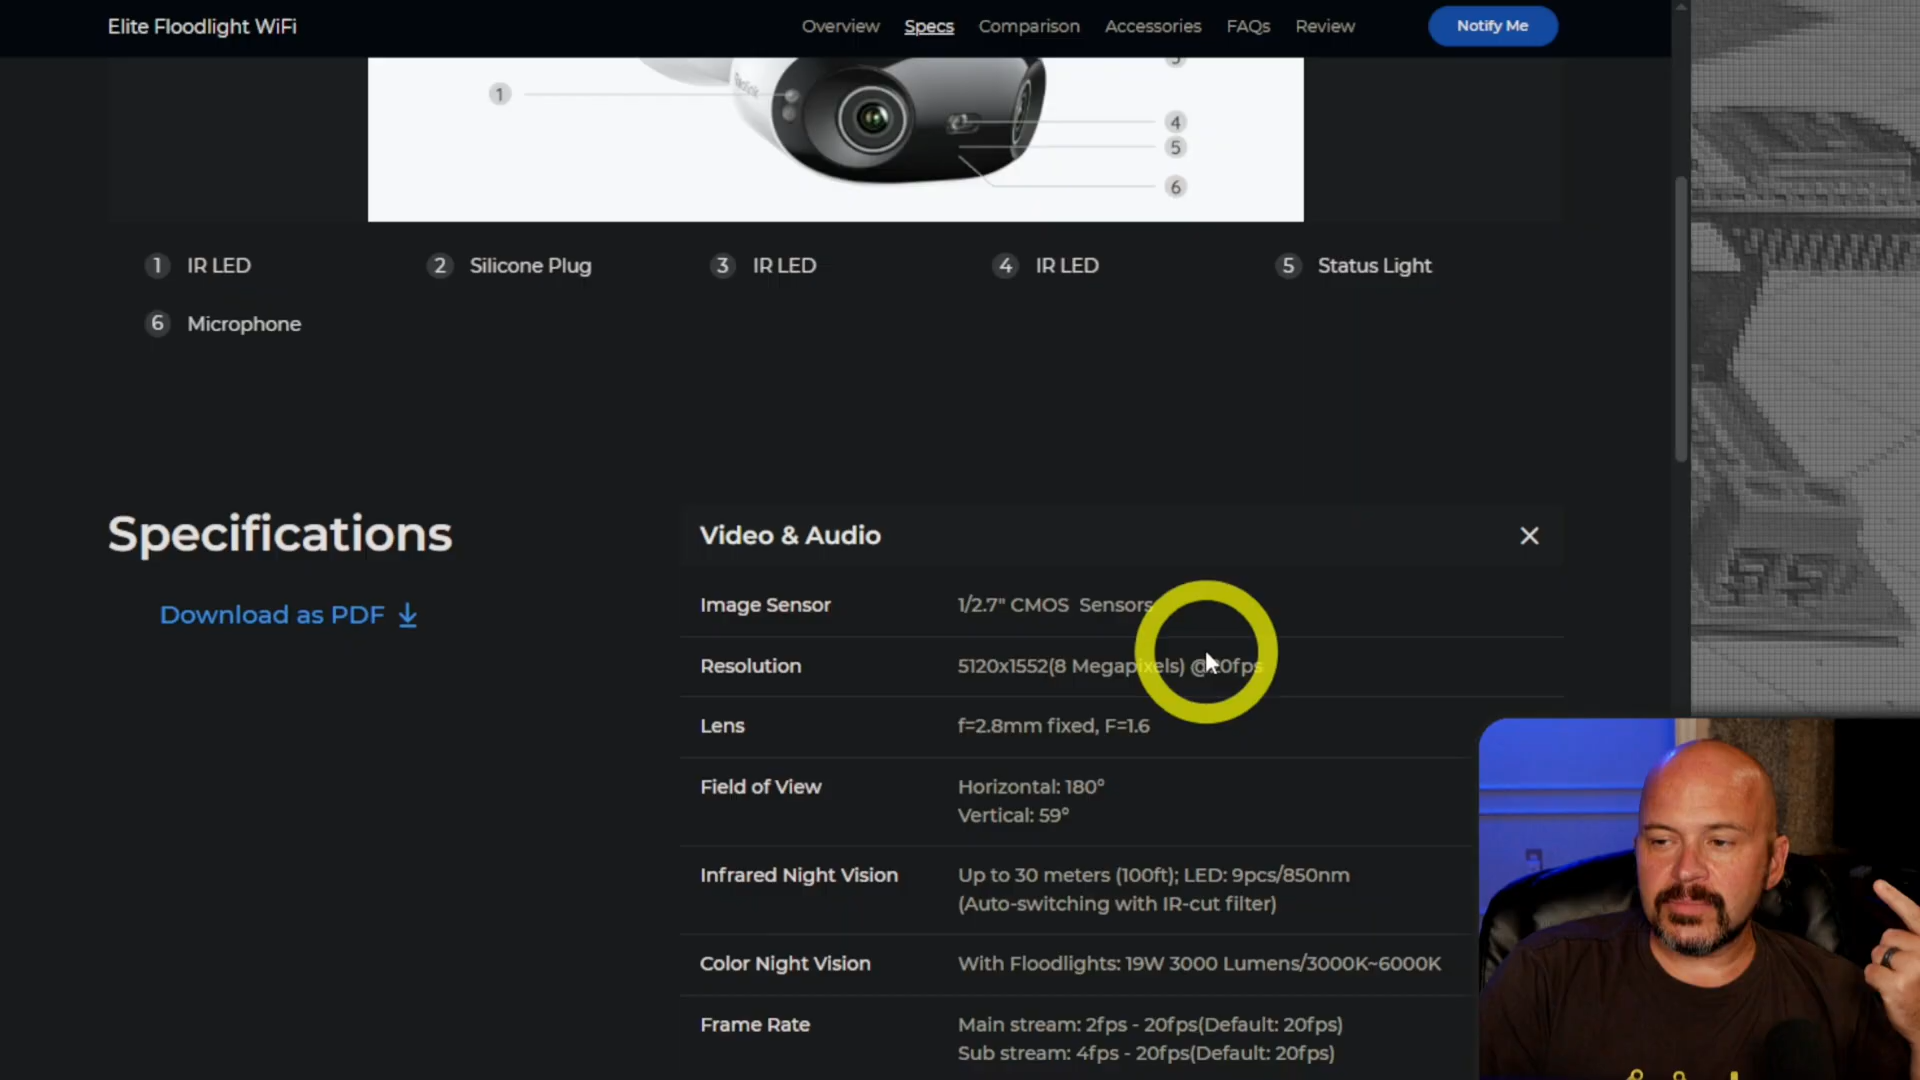 Elite Floodlight WiFi
Overview Specs Comparison Accessories FAQs Review Notify Me
1
4
5
6
1 IR LED 2 Silicone Plug 3 IR LED 4 IR LED 5 Status Light
6 Microphone
Specifications
Download as PDF
Video & Audio
Image Sensor 1/2.7" CMOS Sensors
Resolution 5120x1552(8 Megapixels) @20fps
Lens f=2.8mm fixed, F=1.6
Field of View Horizontal: 180°
Vertical: 59°
Infrared Night Vision Up to 30 meters (100ft); LED: 9pcs/850nm
(Auto-switching with IR-cut filter)
Color Night Vision With Floodlights: 19W 3000 Lumens/3000K~6000K
Frame Rate Main stream: 2fps - 20fps(Default: 20fps)
Sub stream: 4fps - 20fps(Default: 20fps)